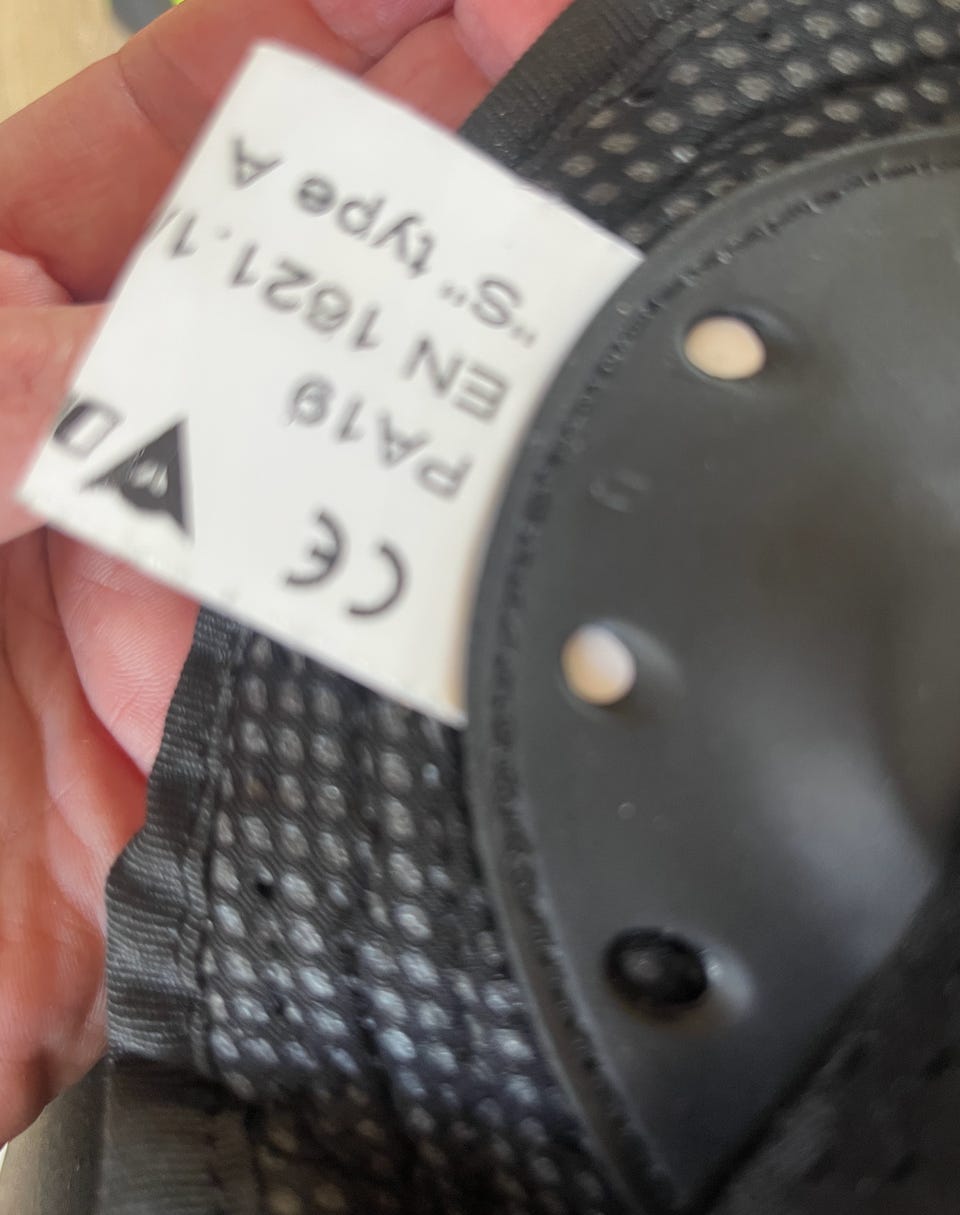 CE
PA19
EN 1621.1/
"S" type A